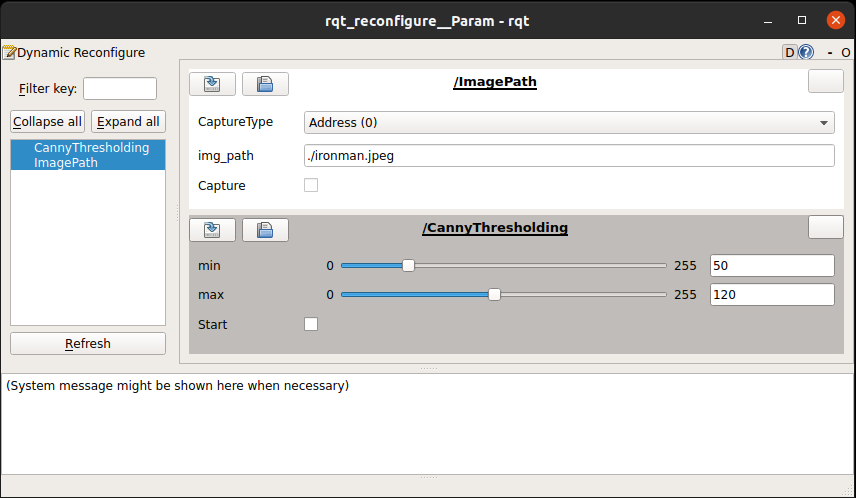 rqt_reconfigure__Param - rqt
Dynamic Reconfigure
D ? - O
Filter key:
Collapse all Expand all
CannyThresholding
ImagePath
Refresh
/ImagePath
CaptureType Address (0)
img_path ./ironman.jpeg
Capture
/CannyThresholding
min 0 255 50
max 0 255 120
Start
(System message might be shown here when necessary)